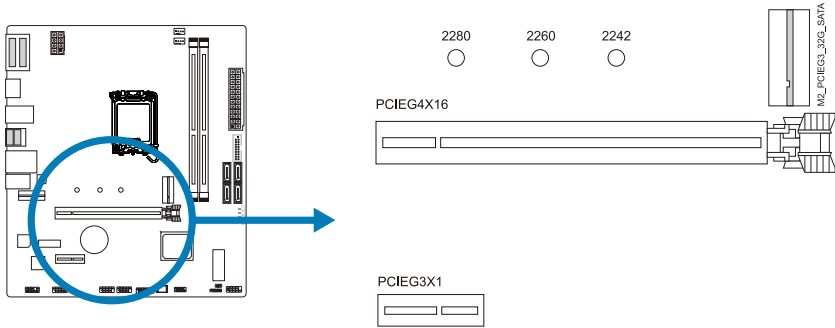 2280 2260 2242
M2_PCIEG3_32G_SATA
PCIEG4X16
PCIEG3X1